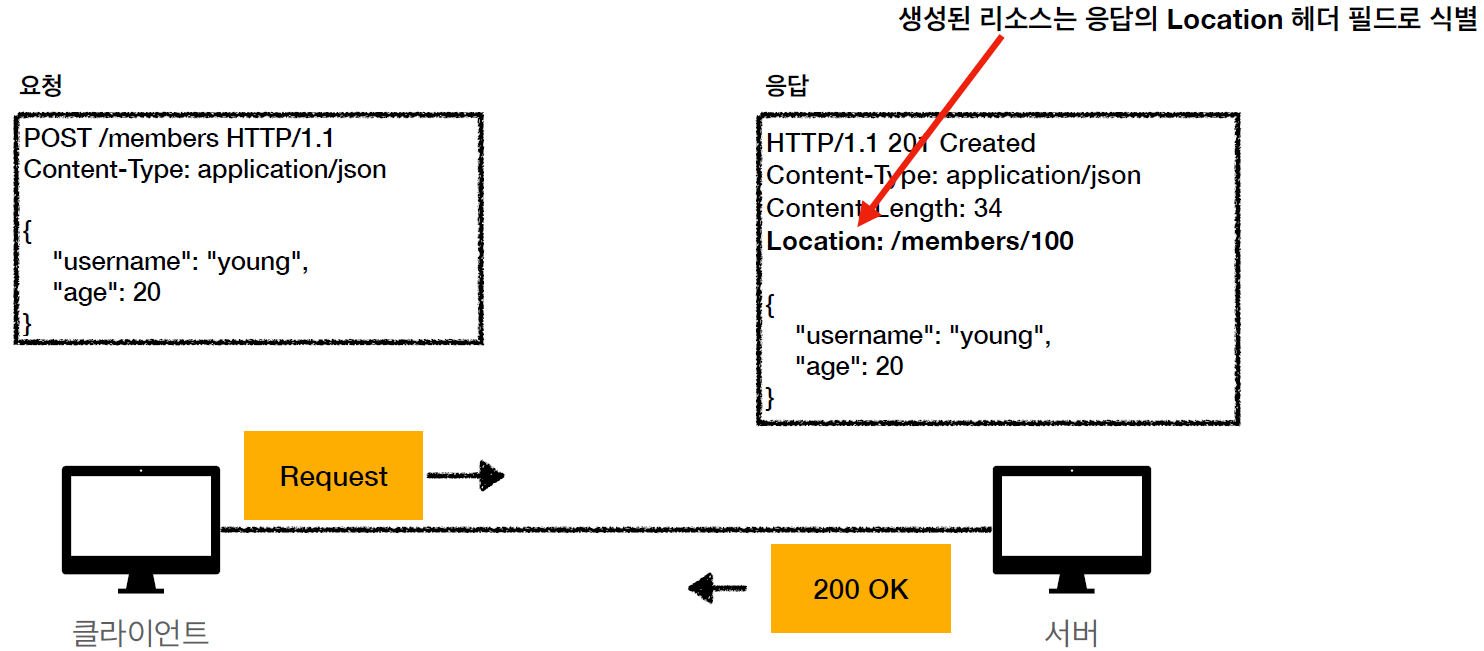 생성된 리소스는 응답의 Location 헤더 필드로 식별
요청
POST /members HTTP/1.1
Content-Type: application/json
{
"username": "young",
"age": 20
}
응답
HTTP/1.1 201 Created
Content-Type: application/json
Content-Length: 34
Location: /members/100
{
"username": "young",
"age": 20
}
Request
200 OK
클라이언트
서버